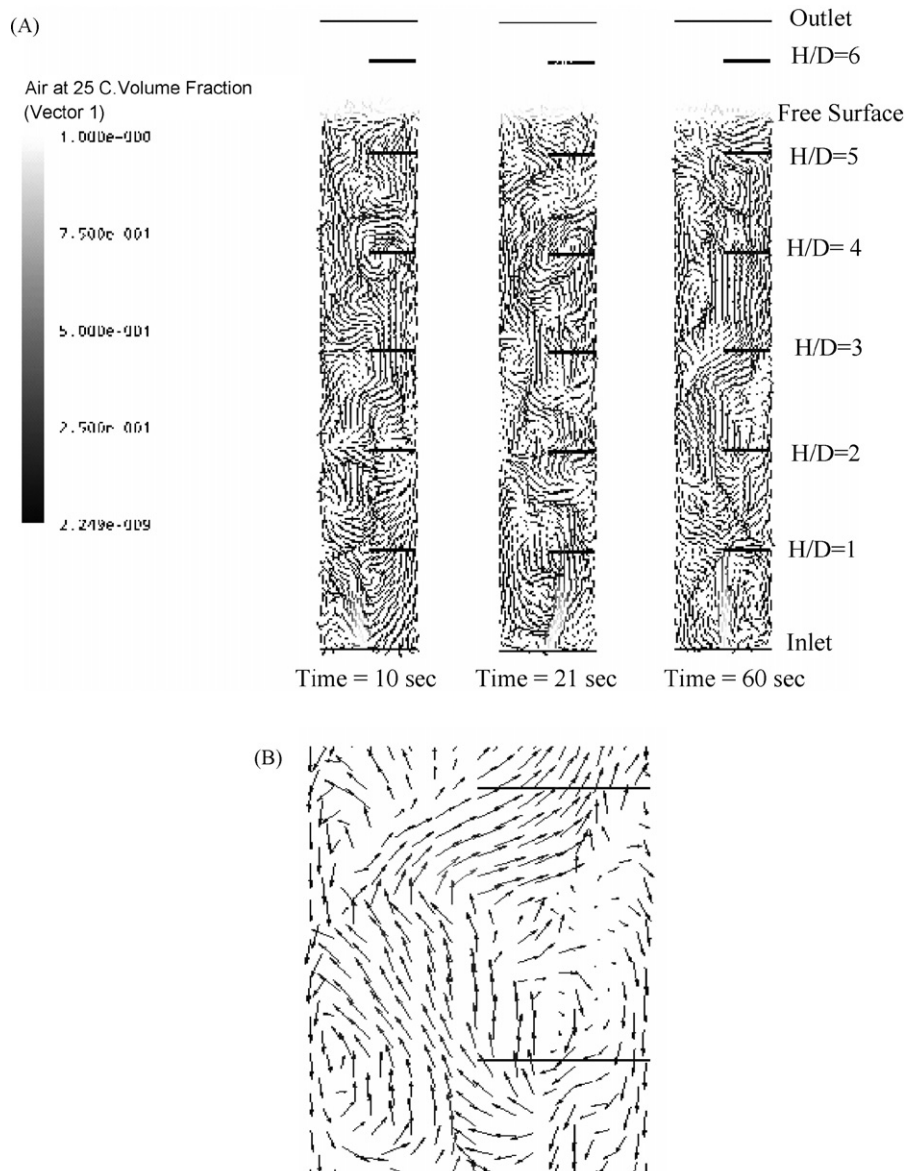 (A)
Outlet
H/D=6
Air at 25 C.Volume Fraction
(Vector 1)
Free Surface
1.000e-000
H/D=5
7.500e 001
H/D=4
5.000e-001
H/D=3
2.500e 001
H/D=2
2.249e-009
H/D=1
Inlet
Time = 10 sec
Time = 21 sec
Time = 60 sec
(B)